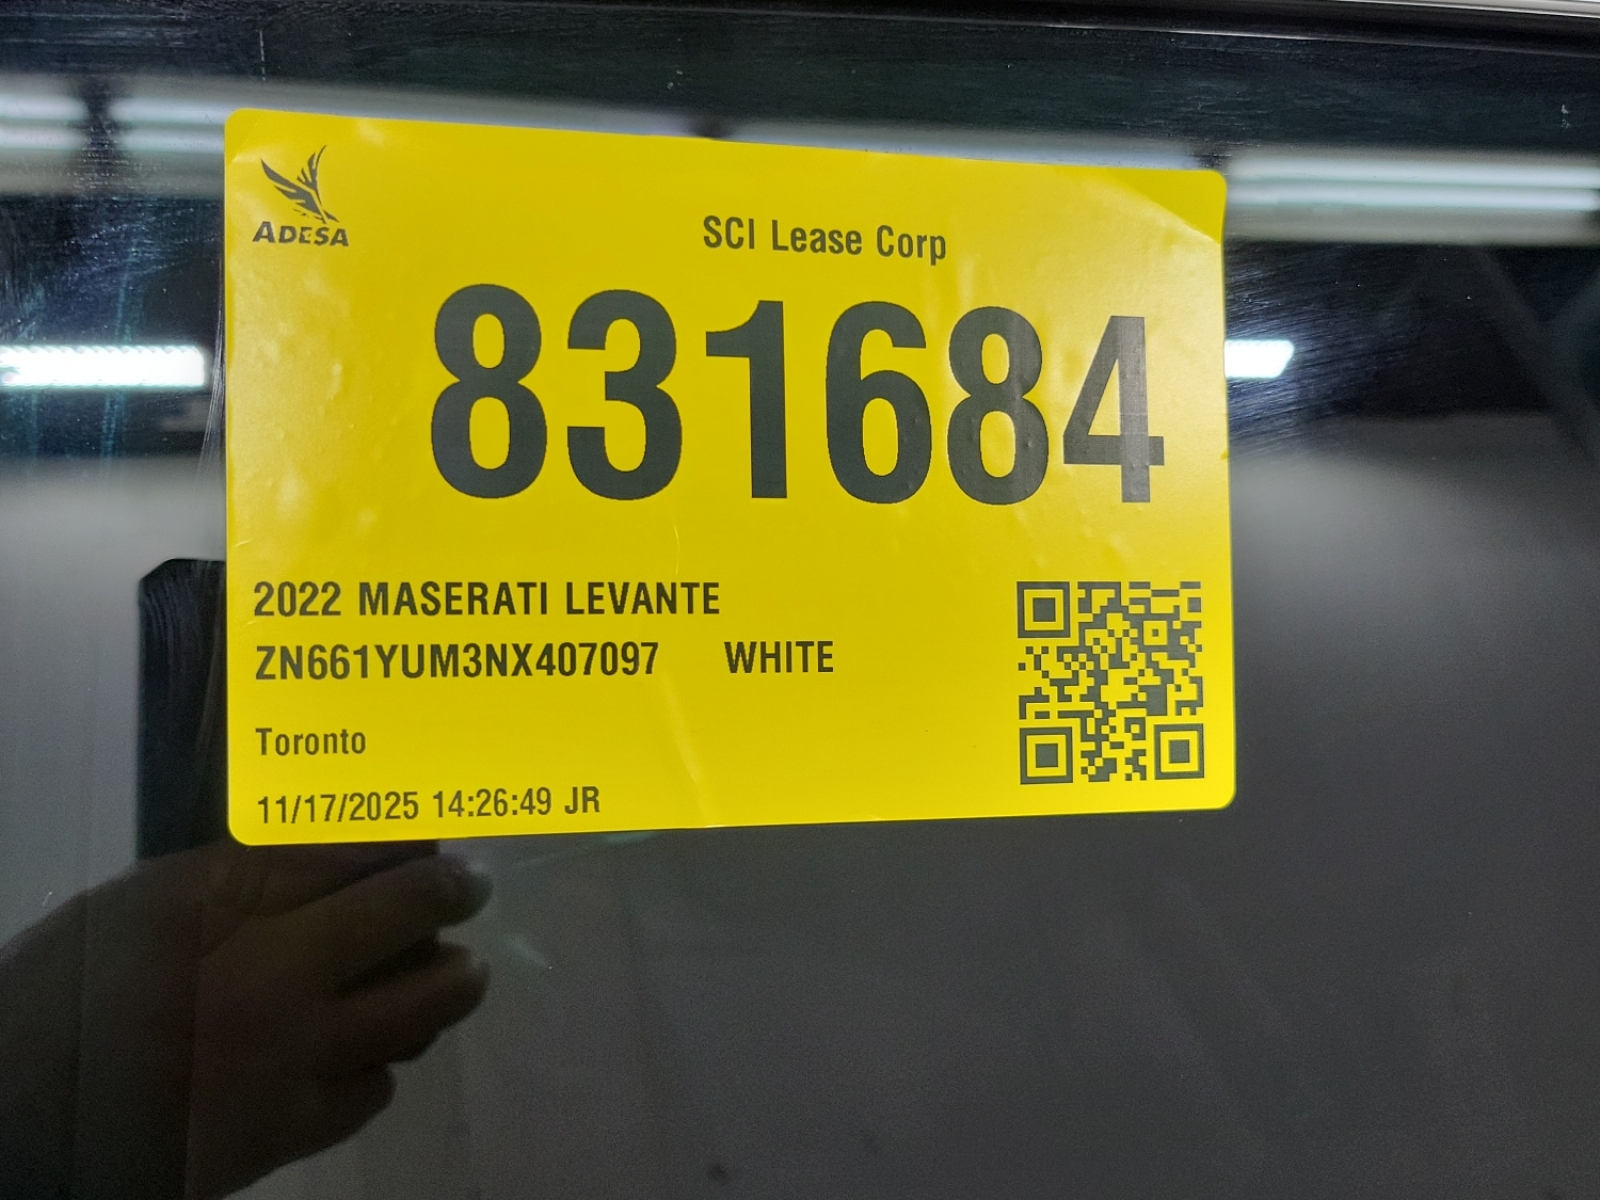 ADESA
SCI Lease Corp
831684
2022 MASERATI LEVANTE
ZN661YUM3NX407097 WHITE
Toronto
11/17/2025 14:26:49 JR